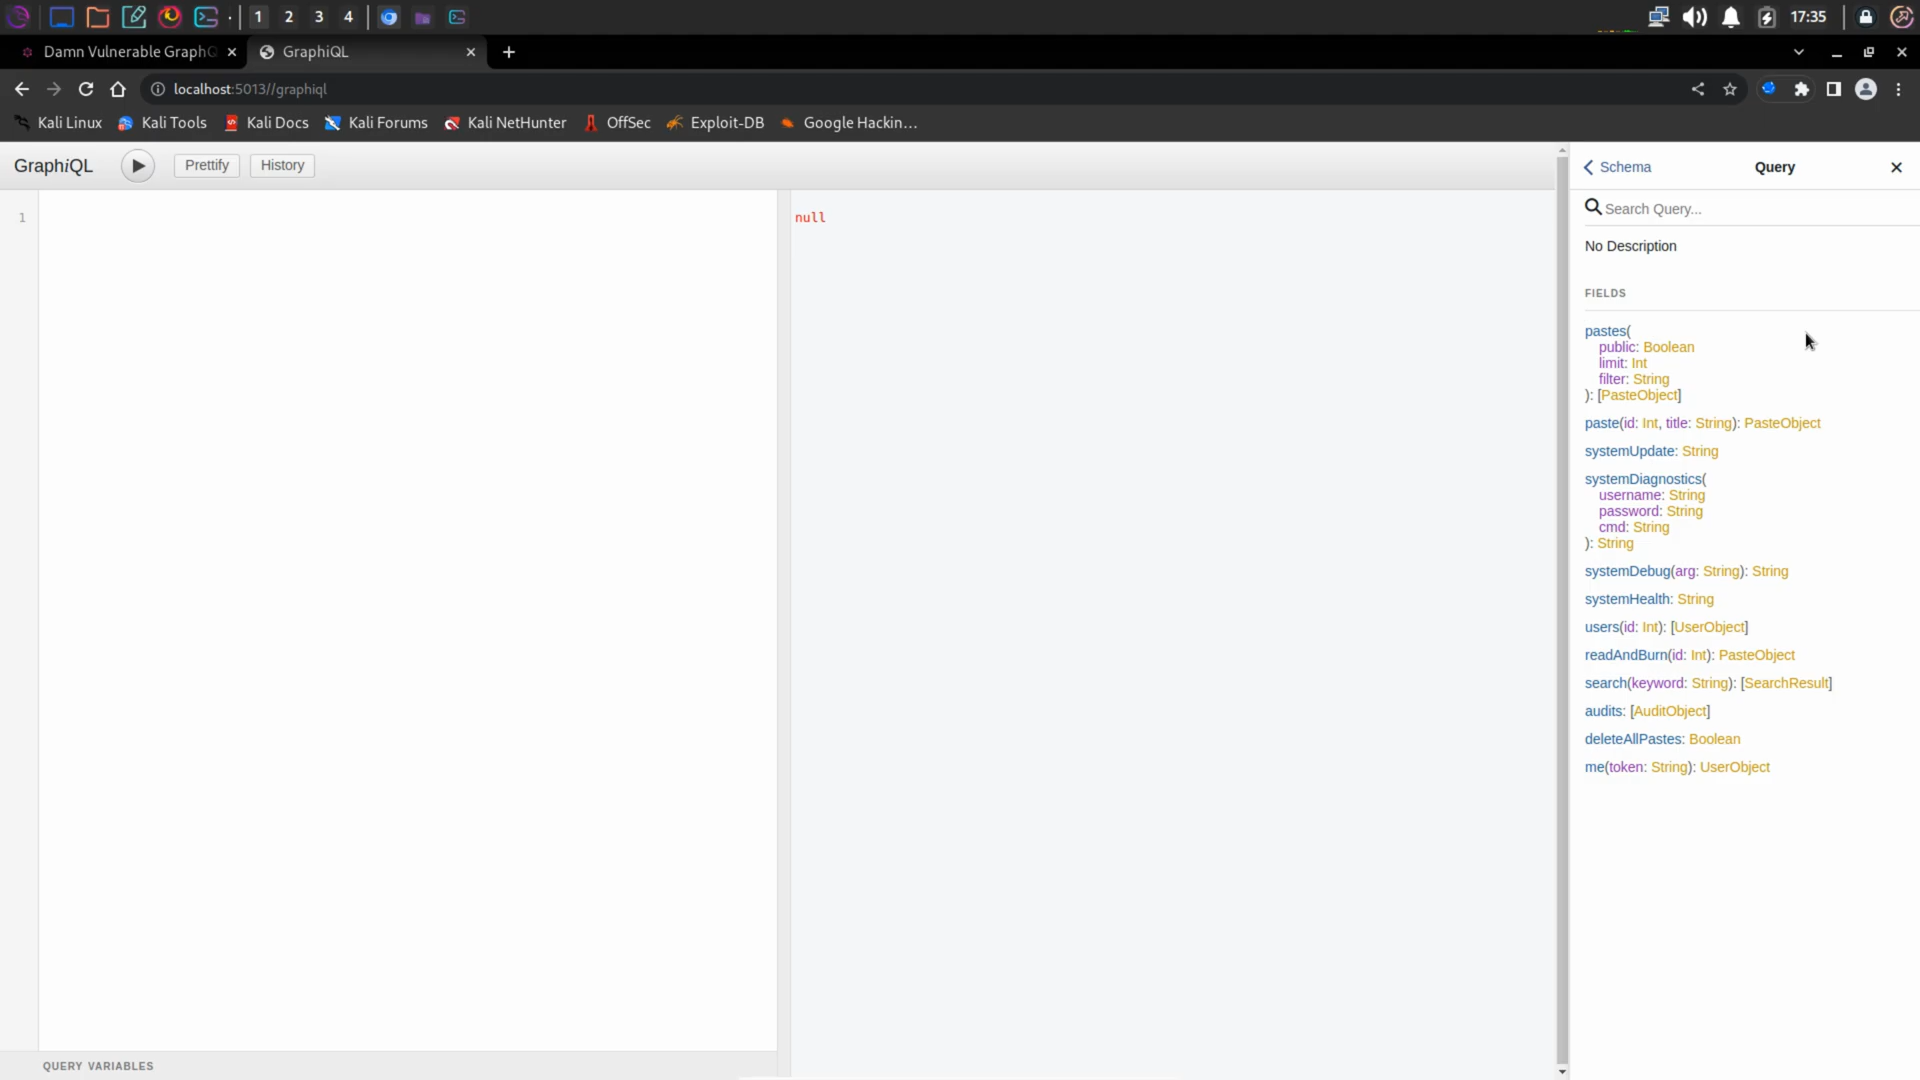 1 2 3 4 17:35
Damn Vulnerable GraphQ GraphiQL
localhost:5013//graphiql
Kali Linux Kali Tools Kali Docs Kali Forums Kali NetHunter OffSec Exploit-DB Google Hackin…
GraphiQL Prettify History
Schema Query
1
null
Search Query...
No Description
FIELDS
pastes(
public: Boolean
limit: Int
filter: String
): [PasteObject]
paste(id: Int, title: String): PasteObject
systemUpdate: String
systemDiagnostics(
username: String
password: String
cmd: String
): String
systemDebug(arg: String): String
systemHealth: String
users(id: Int): [UserObject]
readAndBurn(id: Int): PasteObject
search(keyword: String): [SearchResult]
audits: [AuditObject]
deleteAllPastes: Boolean
me(token: String): UserObject
QUERY VARIABLES